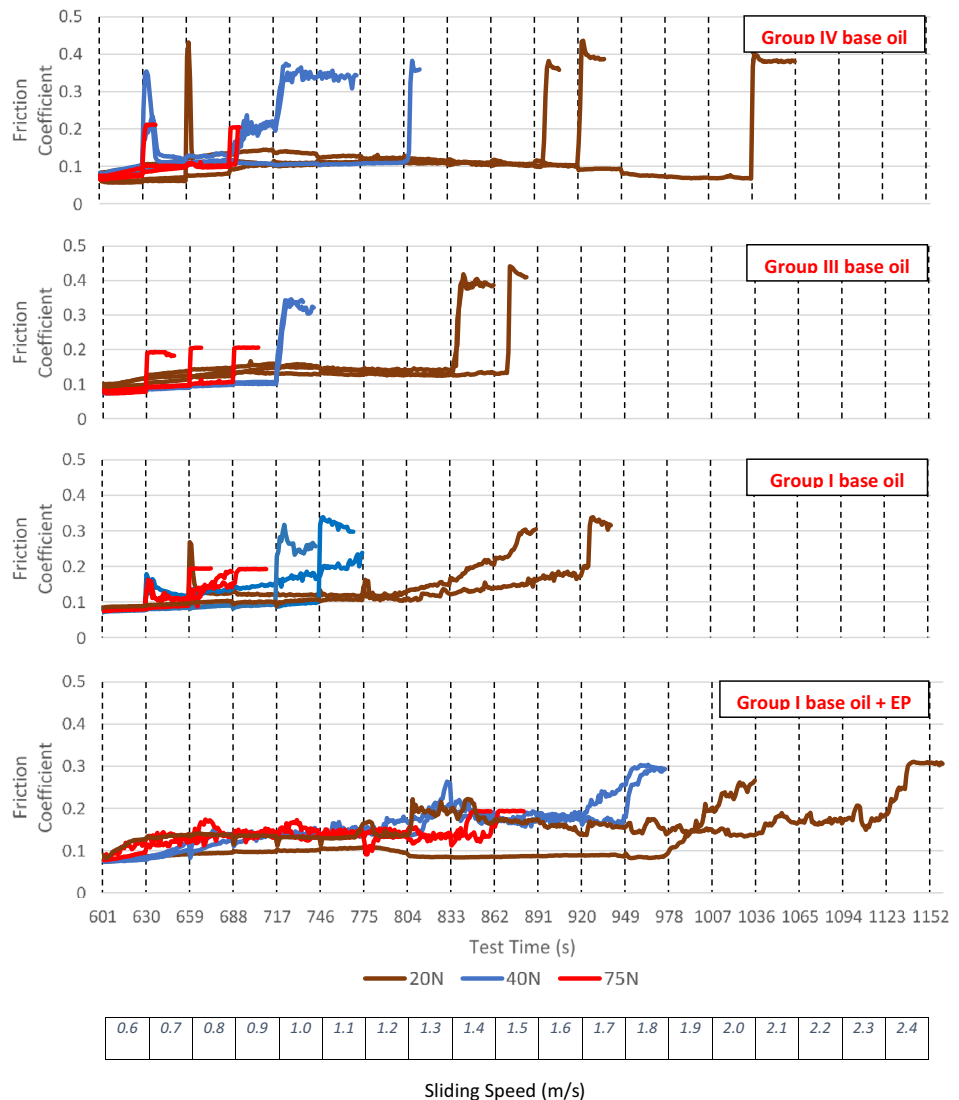 0.5
Group IV base oil
0.4
0.3
0.2
0.1
0
Friction
Coefficient
0.5
Group III base oil
0.4
0.3
0.2
0.1
0
Friction
Coefficient
0.5
Group I base oil
0.4
0.3
0.2
0.1
0
Friction
Coefficient
0.5
Group I base oil + EP
0.4
0.3
0.2
0.1
0
Friction
Coefficient
601 630 659 688 717 746 775 804 833 862 891 920 949 978 1007 1036 1065 1094 1123 1152
Test Time (s)
20N 40N 75N
0.6 0.7 0.8 0.9 1.0 1.1 1.2 1.3 1.4 1.5 1.6 1.7 1.8 1.9 2.0 2.1 2.2 2.3 2.4
Sliding Speed (m/s)